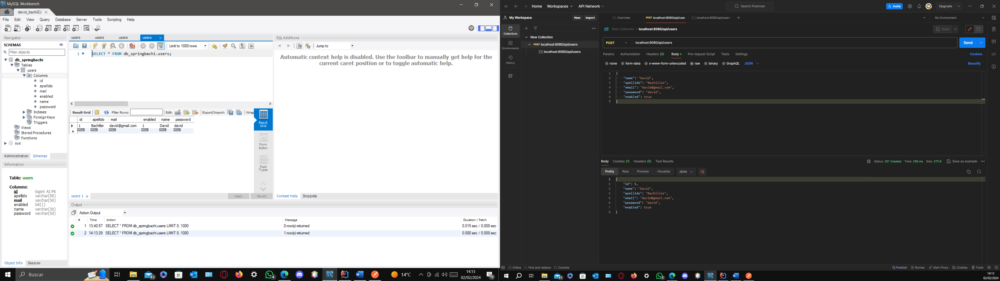 MySQL Workbench
david_bachiEJ
File Edit View Query Database Server Tools Scripting Help
Navigator
SCHEMAS
Filter objects
db_springbachi
Tables
users
Columns
id
apellido
mail
enabled
name
password
Indexes
Foreign Keys
Triggers
Views
Stored Procedures
Functions
sys
Administration Schemas
Information
Table: users
Columns:
id bigint AI PK
apellido varchar(50)
mail varchar(50)
enabled bit(1)
name varchar(30)
password varchar(50)
Object Info Session
users users users users
Limit to 1000 rows
1 SELECT * FROM db_springbachi.users;
Result Grid Filter Rows: Edit: Export/Import: Wrap
id apellido mail enabled name password
1 Bachiller david@gmail.com 1 David david
NULL NULL NULL NULL NULL NULL
Result Grid
Form Editor
Field Types
users 1 Apply Revert
SQLAdditions
Jump to
Automatic context help is disabled. Use the toolbar to manually get help for the
current caret position or to toggle automatic help.
Context Help Snippets
Output
Action Output
# Time Action Message Duration / Fetch
1 13:40:57 SELECT * FROM db_springbachi.users LIMIT 0, 1000 0 row(s) returned 0.015 sec / 0.000 sec
2 14:13:29 SELECT * FROM db_springbachi.users LIMIT 0, 1000 1 row(s) returned 0.000 sec / 0.000 sec
Buscar
63
4
14°C
14:13
02/02/2024
19
Home Workspaces API Network
Search Postman
Invite
Upgrade
My Workspace
New Import
Overview
POST localhost:8080/api/user
localhost:8080/api/users
No Environment
Collections
Environments
History
New Collection
POST localhost:8080/api/users
localhost:8080/api/users
New Collection / localhost:8080/api/users
Save
POST localhost:8080/api/users
Send
Params Authorization Headers (9) Body Pre-request Script Tests Settings
Cookies
none form-data x-www-form-urlencoded raw binary GraphQL JSON
Beautify
1 {
2 "name": "David",
3 "apellido": "Bachiller",
4 "email": "david@gmail.com",
5 "password": "david",
6 "enabled": true
7 }
Body Cookies (1) Headers (5) Test Results
Status: 201 Created Time: 256 ms Size: 275 B Save as example
Pretty Raw Preview Visualize JSON
1 {
2 "id": 1,
3 "name": "David",
4 "apellido": "Bachiller",
5 "email": "david@gmail.com",
6 "password": "david",
7 "enabled": true
8 }
Online Find and replace Console
Postbot Runner Start Proxy Cookies Trash
63
4
14:13
02/02/2024